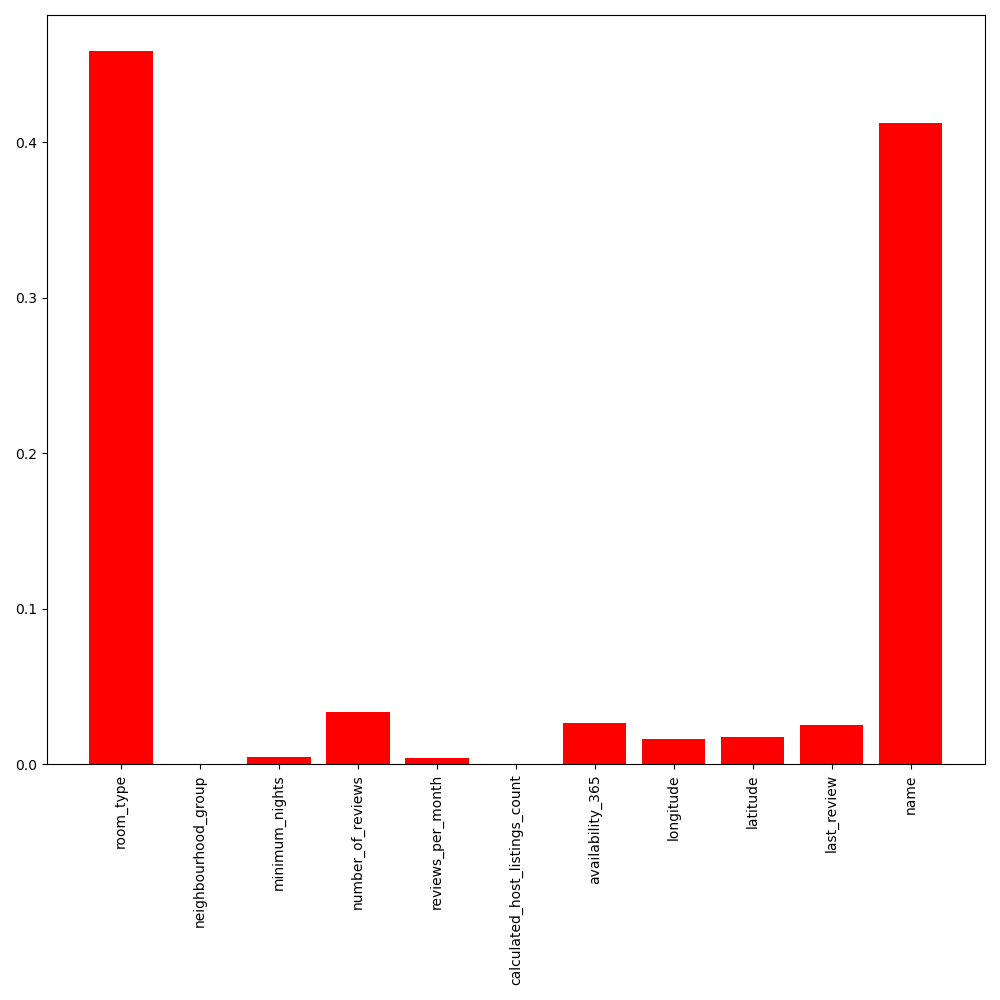 0.4
0.3
0.2
0.1
0.0
room_type
neighbourhood_group
minimum_nights
number_of_reviews
reviews_per_month
calculated_host_listings_count
availability_365
longitude
latitude
last_review
name